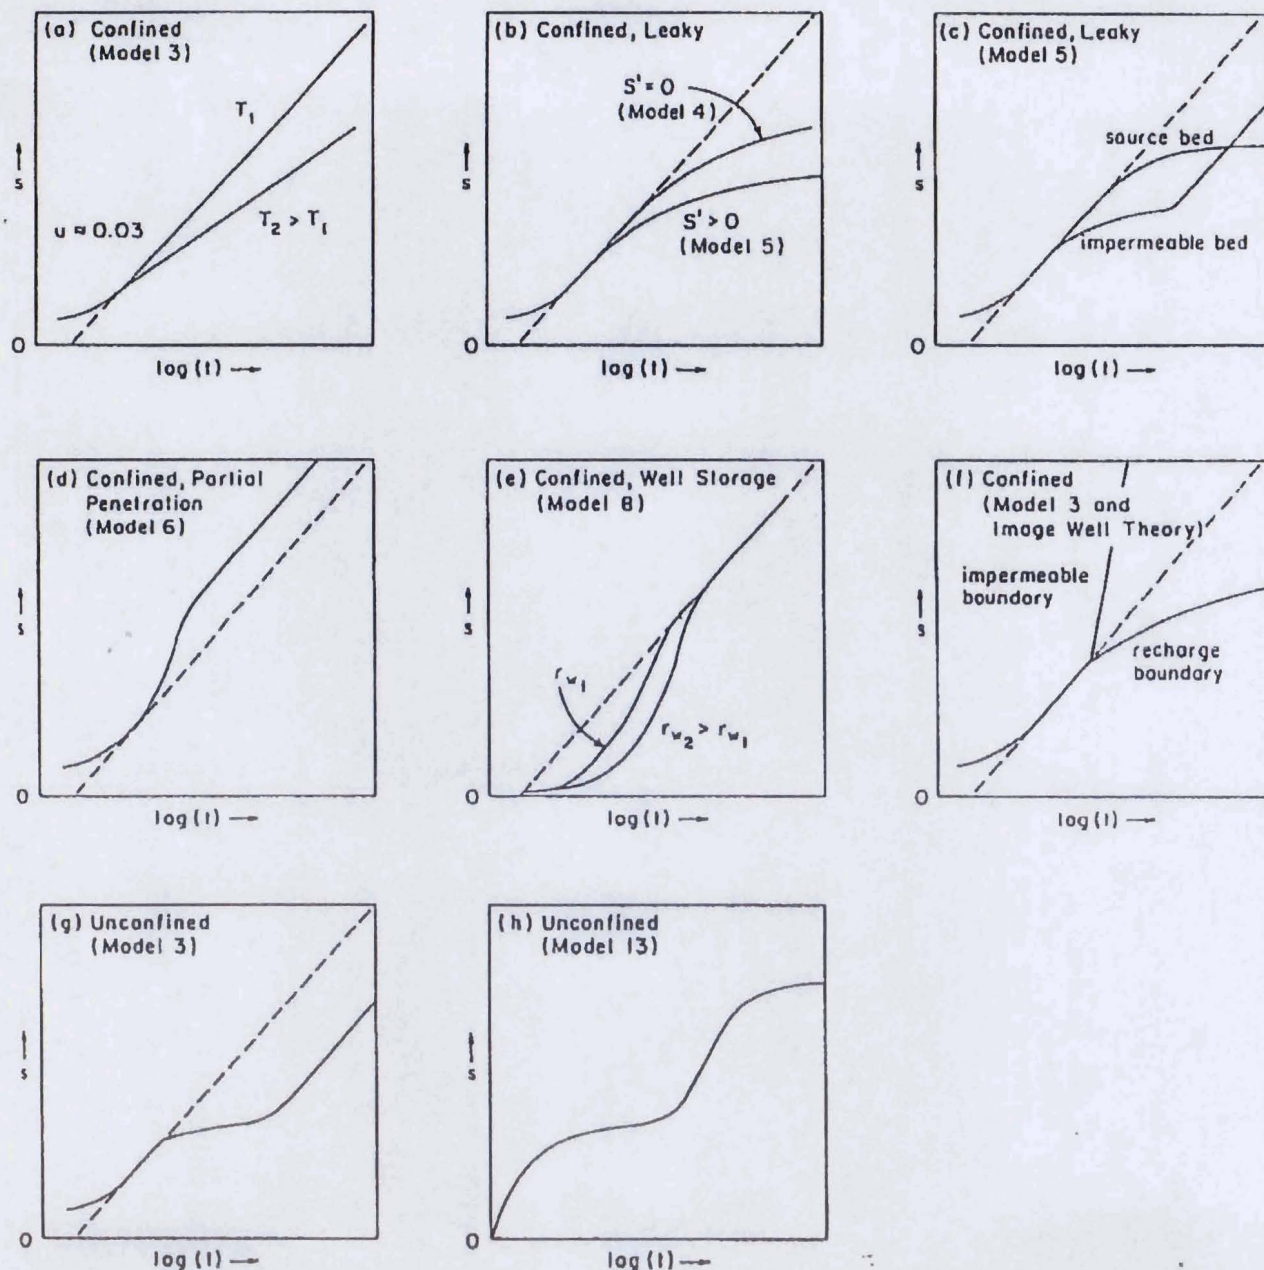 (a) Confined
(Model 3)
T1
T2 > T1
u ≈ 0.03
s
0
log(t)
(b) Confined, Leaky
S' = 0
(Model 4)
S' > 0
(Model 5)
s
0
log(t)
(c) Confined, Leaky
(Model 5)
source bed
impermeable bed
s
0
log(t)
(d) Confined, Partial
Penetration
(Model 6)
s
0
log(t)
(e) Confined, Well Storage
(Model 8)
rw1
rw2 > rw1
s
0
log(t)
(f) Confined
(Model 3 and
Image Well Theory)
impermeable
boundary
recharge
boundary
s
0
log(t)
(g) Unconfined
(Model 3)
s
0
log(t)
(h) Unconfined
(Model 13)
s
0
log(t)